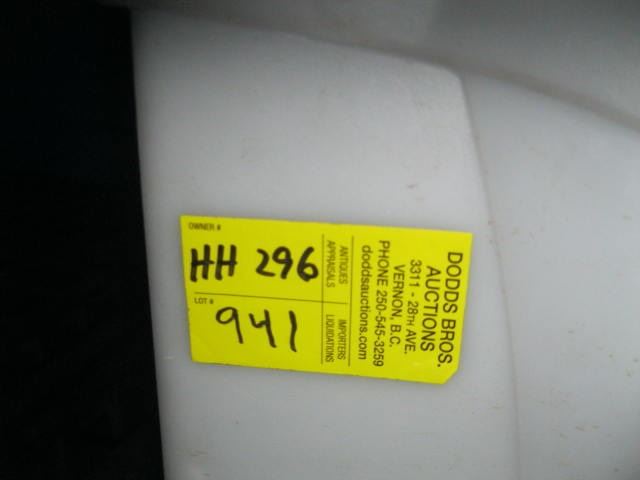 OWNER #
HH 296
LOT #
941
DODDS BROS.
AUCTIONS
3311 - 28TH AVE.
VERNON, B.C.
PHONE 250-545-3259
doddsauctions.com
ANTIQUES IMPORTERS
APPRAISALS LIQUIDATIONS